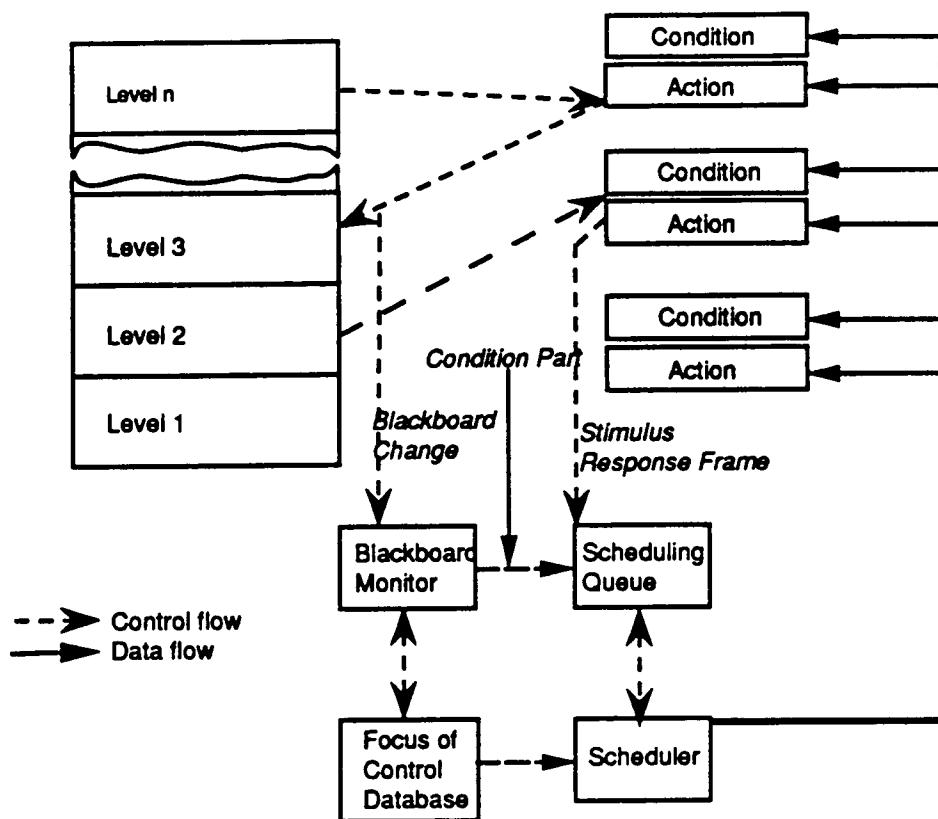 Condition
Level n
Action
Condition
Action
Level 3
Condition
Level 2
Condition Part
Action
Level 1
Blackboard
Change
Stimulus
Response Frame
Blackboard
Monitor
Scheduling
Queue
Control flow
Data flow
Focus of
Control
Database
Scheduler